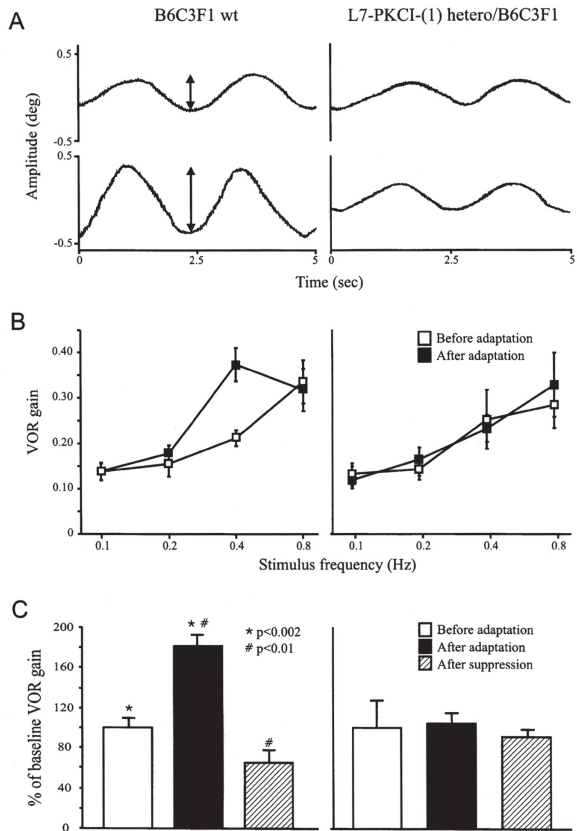 A
B6C3F1 wt
L7-PKCI-(1) hetero/B6C3F1
Amplitude (deg)
0.5
-0.5
0.5
-0.5
0
2.5
5
0
2.5
5
Time (sec)
B
VOR gain
0.40
0.30
0.20
0.10
0
Before adaptation
After adaptation
0.1
0.2
0.4
0.8
0.1
0.2
0.4
0.8
Stimulus frequency (Hz)
C
% of baseline VOR gain
200
160
120
80
40
0
*
* #
#
* p<0.002
# p<0.01
Before adaptation
After adaptation
After suppression